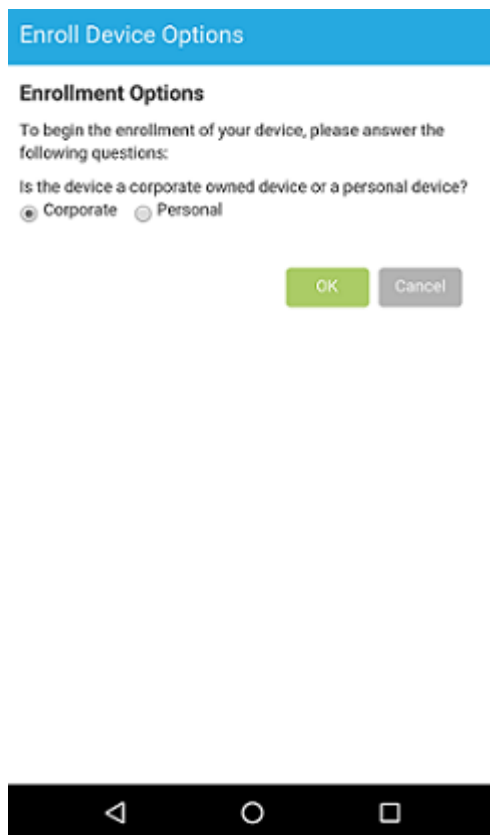 Enroll Device Options
Enrollment Options
To begin the enrollment of your device, please answer the
following questions:
Is the device a corporate owned device or a personal device?
Corporate Personal
OK Cancel